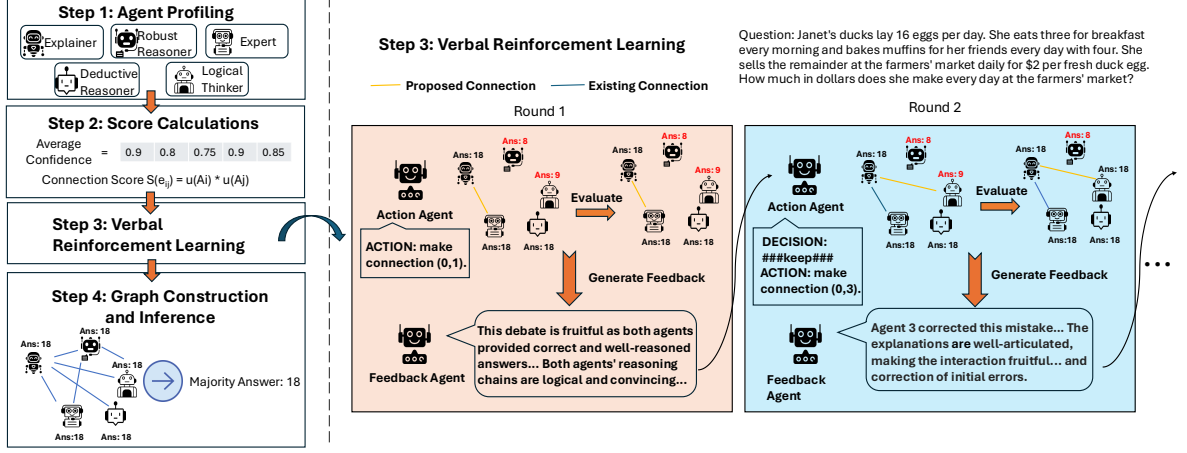 Step 1: Agent Profiling
Explainer
Robust
Reasoner
Expert
Deductive
Reasoner
Logical
Thinker
Step 2: Score Calculations
Average
Confidence
=
0.9 0.8 0.75 0.9 0.85
Connection Score S(eij) = u(Ai) * u(Aj)
Step 3: Verbal
Reinforcement Learning
Step 4: Graph Construction
and Inference
Ans: 18
Ans: 18
Ans: 18
Ans:18
Ans: 18
Majority Answer: 18
Step 3: Verbal Reinforcement Learning
Proposed Connection
Existing Connection
Question: Janet's ducks lay 16 eggs per day. She eats three for breakfast
every morning and bakes muffins for her friends every day with four. She
sells the remainder at the farmers' market daily for $2 per fresh duck egg.
How much in dollars does she make every day at the farmers' market?
Round 1
Action Agent
ACTION: make
connection (0,1).
Ans: 8
Ans: 18
Ans: 9
Ans:18
Ans: 18
Evaluate
Ans: 8
Ans: 18
Ans: 9
Ans:18
Ans: 18
Generate Feedback
Feedback Agent
This debate is fruitful as both agents
provided correct and well-reasoned
answers... Both agents' reasoning
chains are logical and convincing...
Round 2
Action Agent
DECISION:
###keep###
ACTION: make
connection (0,3).
Ans: 8
Ans: 18
Ans: 9
Ans:18
Ans: 18
Evaluate
Ans: 8
Ans: 18
Ans: 18
Ans:18
Ans: 18
Generate Feedback
Feedback
Agent
Agent 3 corrected this mistake... The
explanations are well-articulated,
making the interaction fruitful... and
correction of initial errors.
...